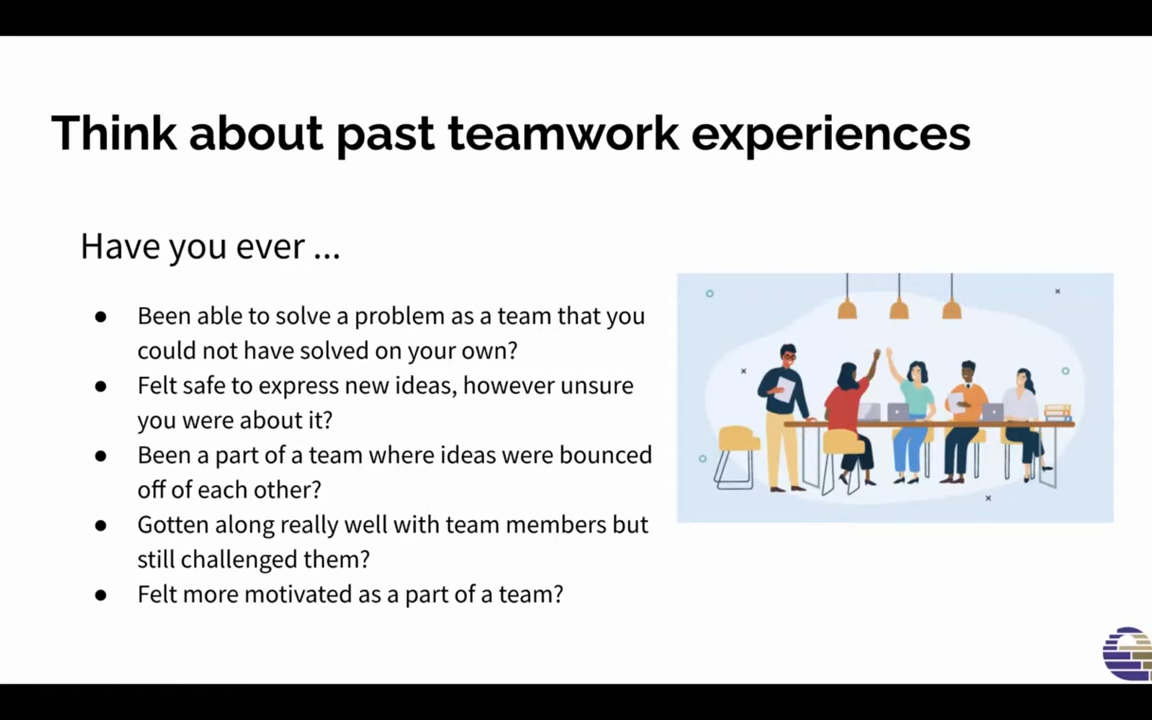 Think about past teamwork experiences
Have you ever ...
● Been able to solve a problem as a team that you
could not have solved on your own?
● Felt safe to express new ideas, however unsure
you were about it?
● Been a part of a team where ideas were bounced
off of each other?
● Gotten along really well with team members but
still challenged them?
● Felt more motivated as a part of a team?